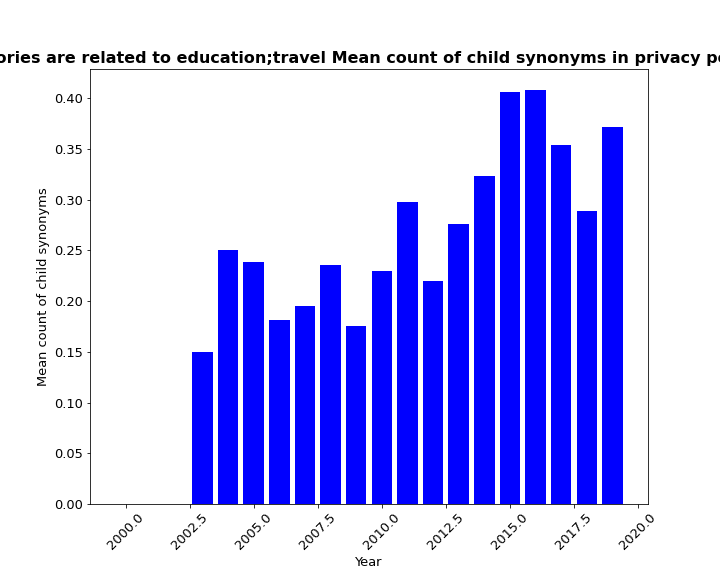 are related to education;travel Mean count of child synonyms in privacy
0.40
0.35
0.30
0.25
0.20
0.15
0.10
0.05
0.00
Mean count of child synonyms
2000.0 2002.5 2005.0 2007.5 2010.0 2012.5 2015.0 2017.5 2020.0
Year